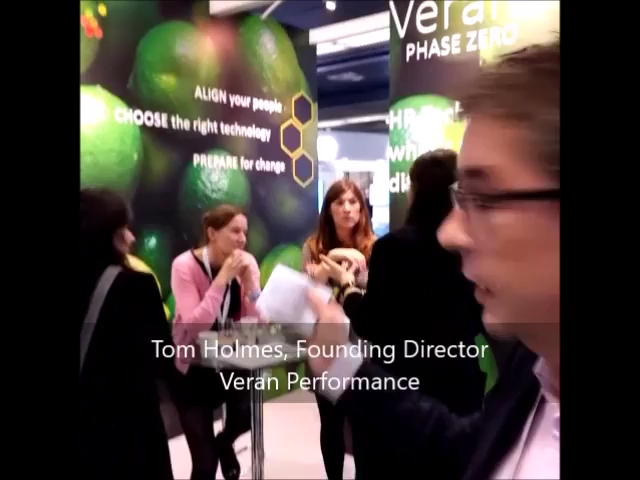 Veran
PHASE ZERO
ALIGN your people
CHOOSE the right technology
PREPARE for change
Tom Holmes, Founding Director
Veran Performance